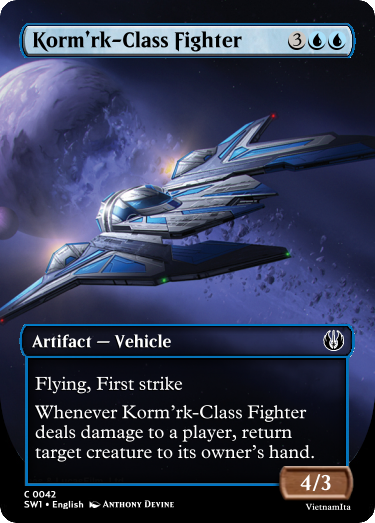 Korm'rk-Class Fighter 3
Artifact — Vehicle
Flying, First strike
Whenever Korm'rk-Class Fighter
deals damage to a player, return
target creature to its owner's hand.
4/3
C 0042
SW1 • English Anthony Devine
VietnamIta